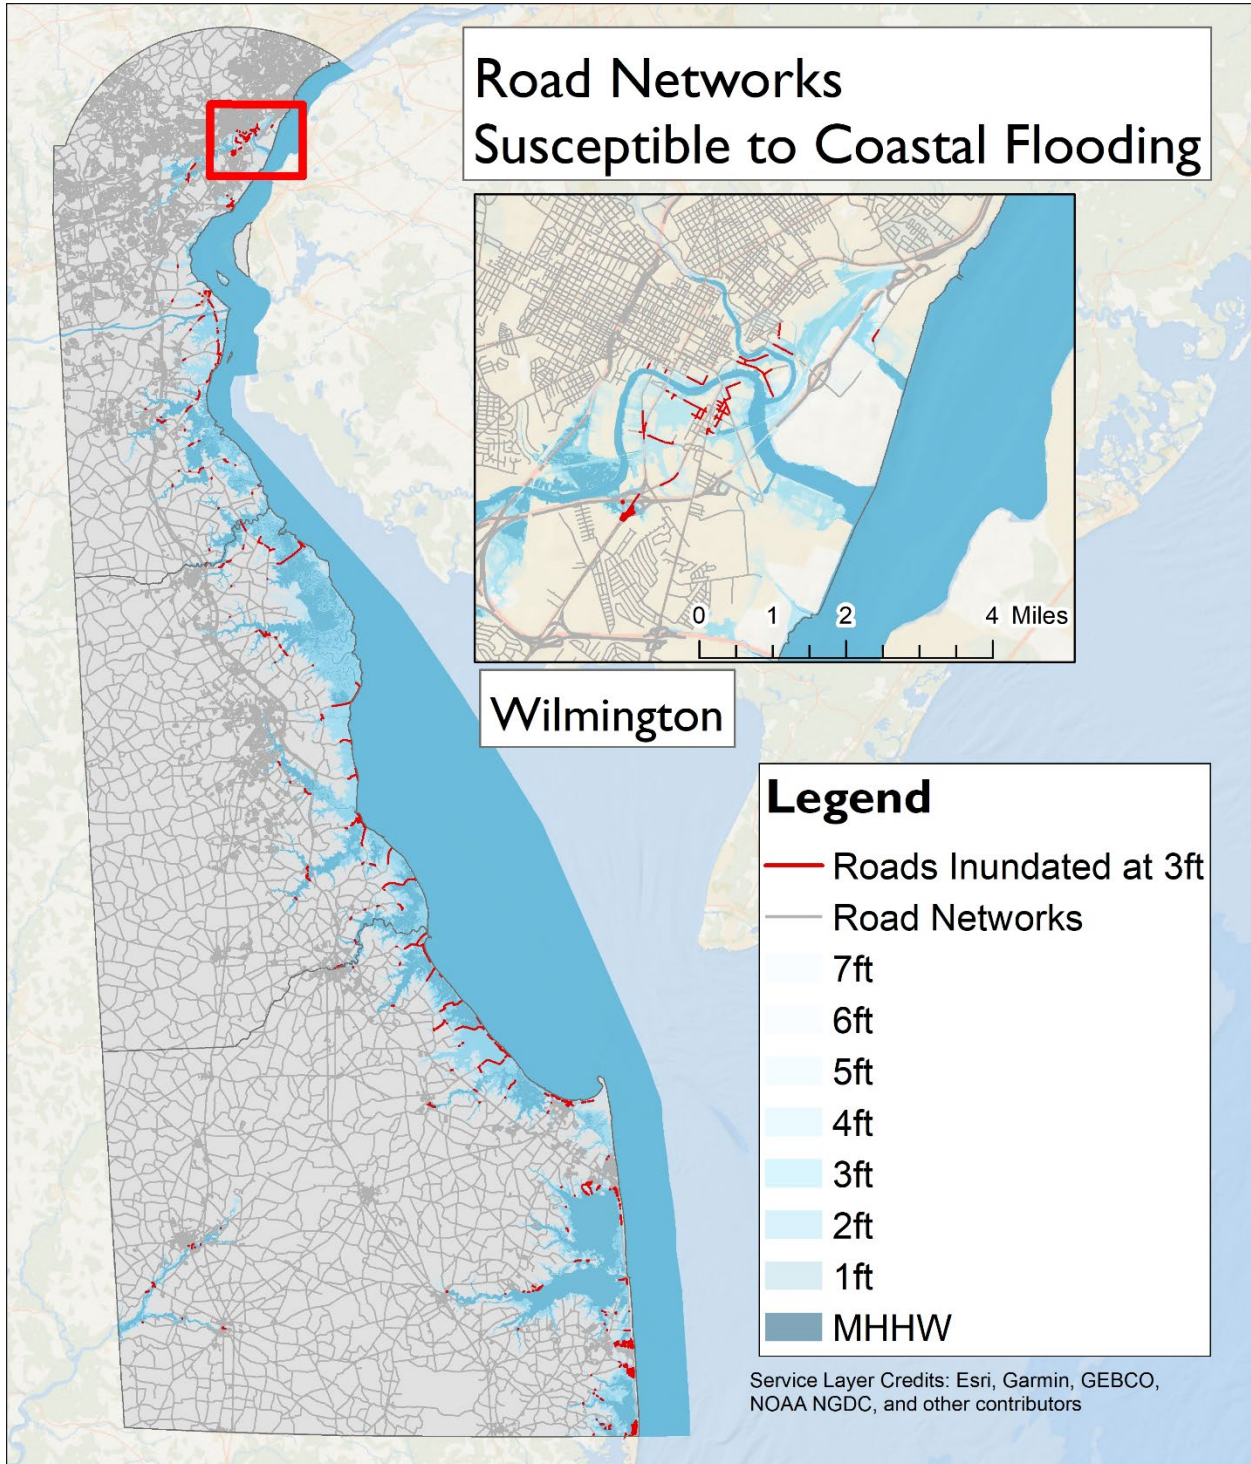 Road Networks
Susceptible to Coastal Flooding
0 1 2 4 Miles
Wilmington
Legend
Roads Inundated at 3ft
Road Networks
7ft
6ft
5ft
4ft
3ft
2ft
1ft
MHHW
Service Layer Credits: Esri, Garmin, GEBCO,
NOAA NGDC, and other contributors